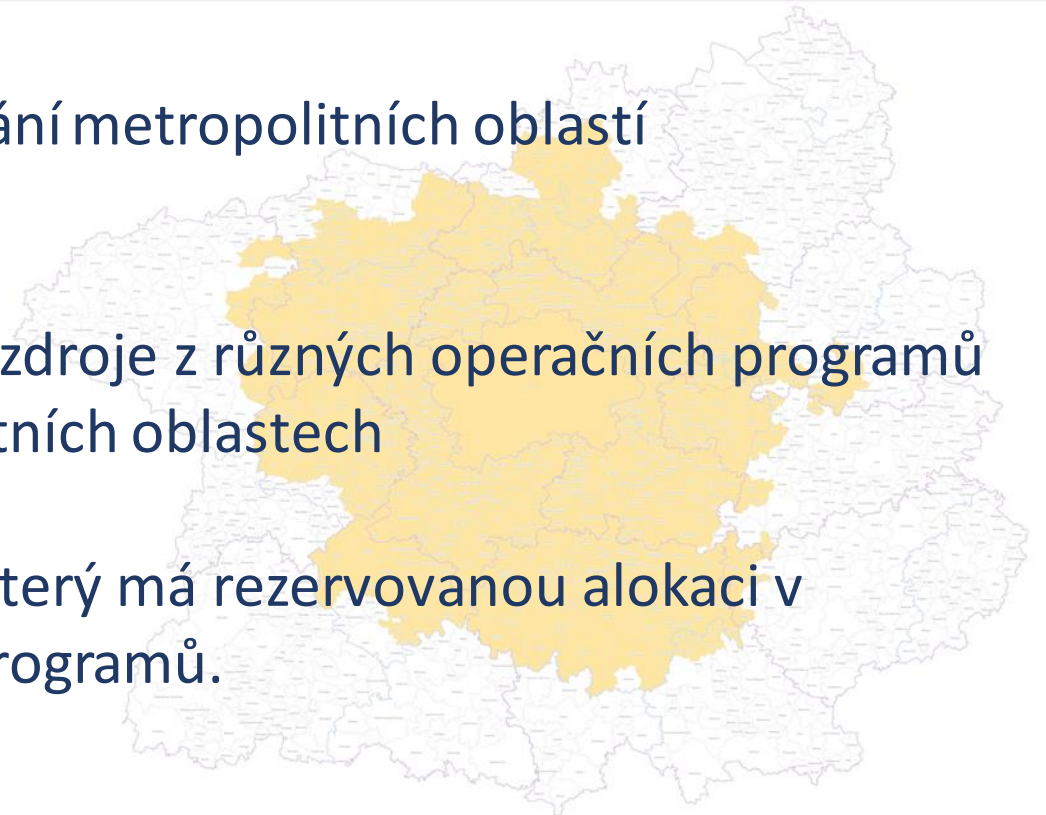 ání metropolitních oblastí
zdroje z různých operačních programů
tních oblastech
terý má rezervovanou alokaci v
rogramů.